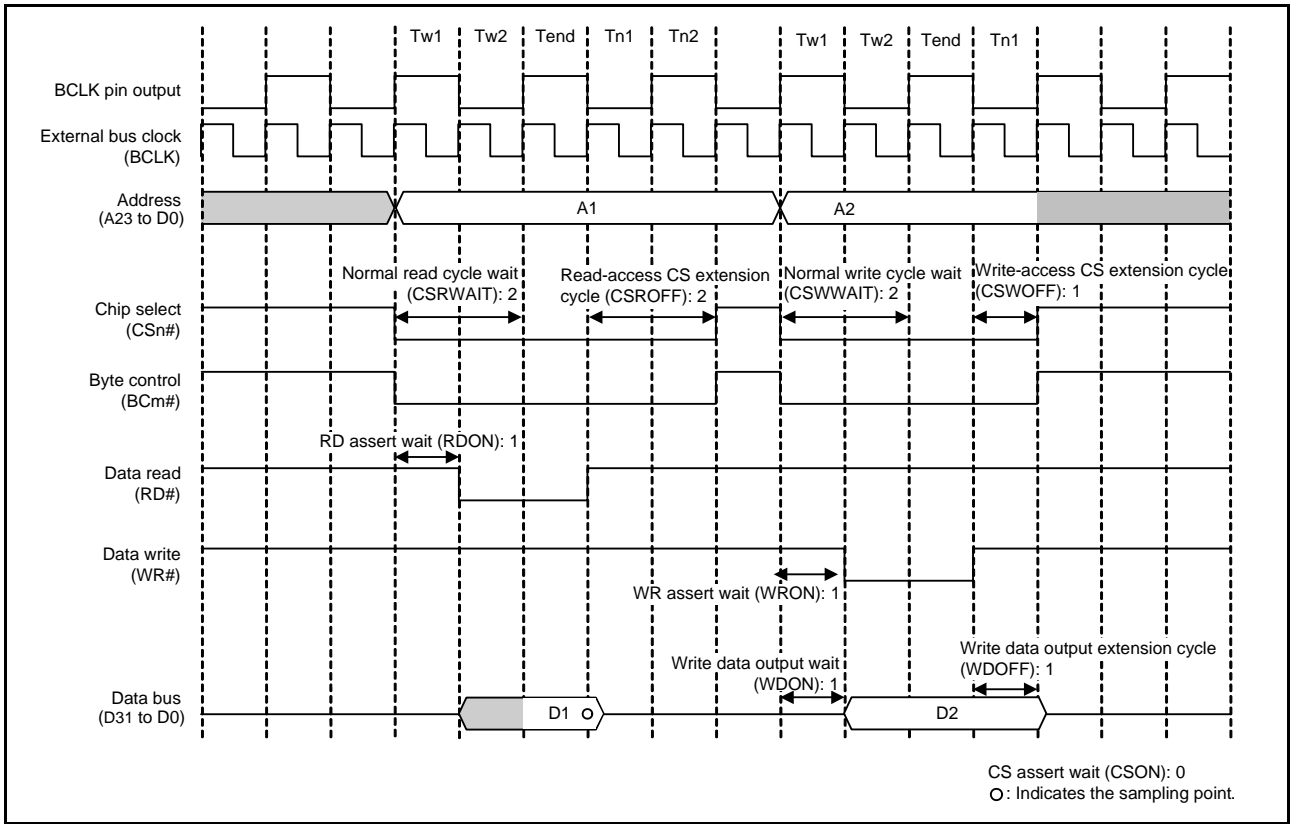 Tw1 Tw2 Tend Tn1 Tn2 Tw1 Tw2 Tend Tn1
BCLK pin output
External bus clock
(BCLK)
Address
(A23 to D0)
A1 A2
Normal read cycle wait
(CSRWAIT): 2
Read-access CS extension
cycle (CSROFF): 2
Normal write cycle wait
(CSWWAIT): 2
Write-access CS extension cycle
(CSWOFF): 1
Chip select
(CSn#)
Byte control
(BCm#)
RD assert wait (RDON): 1
Data read
(RD#)
Data write
(WR#)
WR assert wait (WRON): 1
Write data output wait
(WDON): 1
Write data output extension cycle
(WDOFF): 1
Data bus
(D31 to D0)
D1 D2
CS assert wait (CSON): 0
O: Indicates the sampling point.